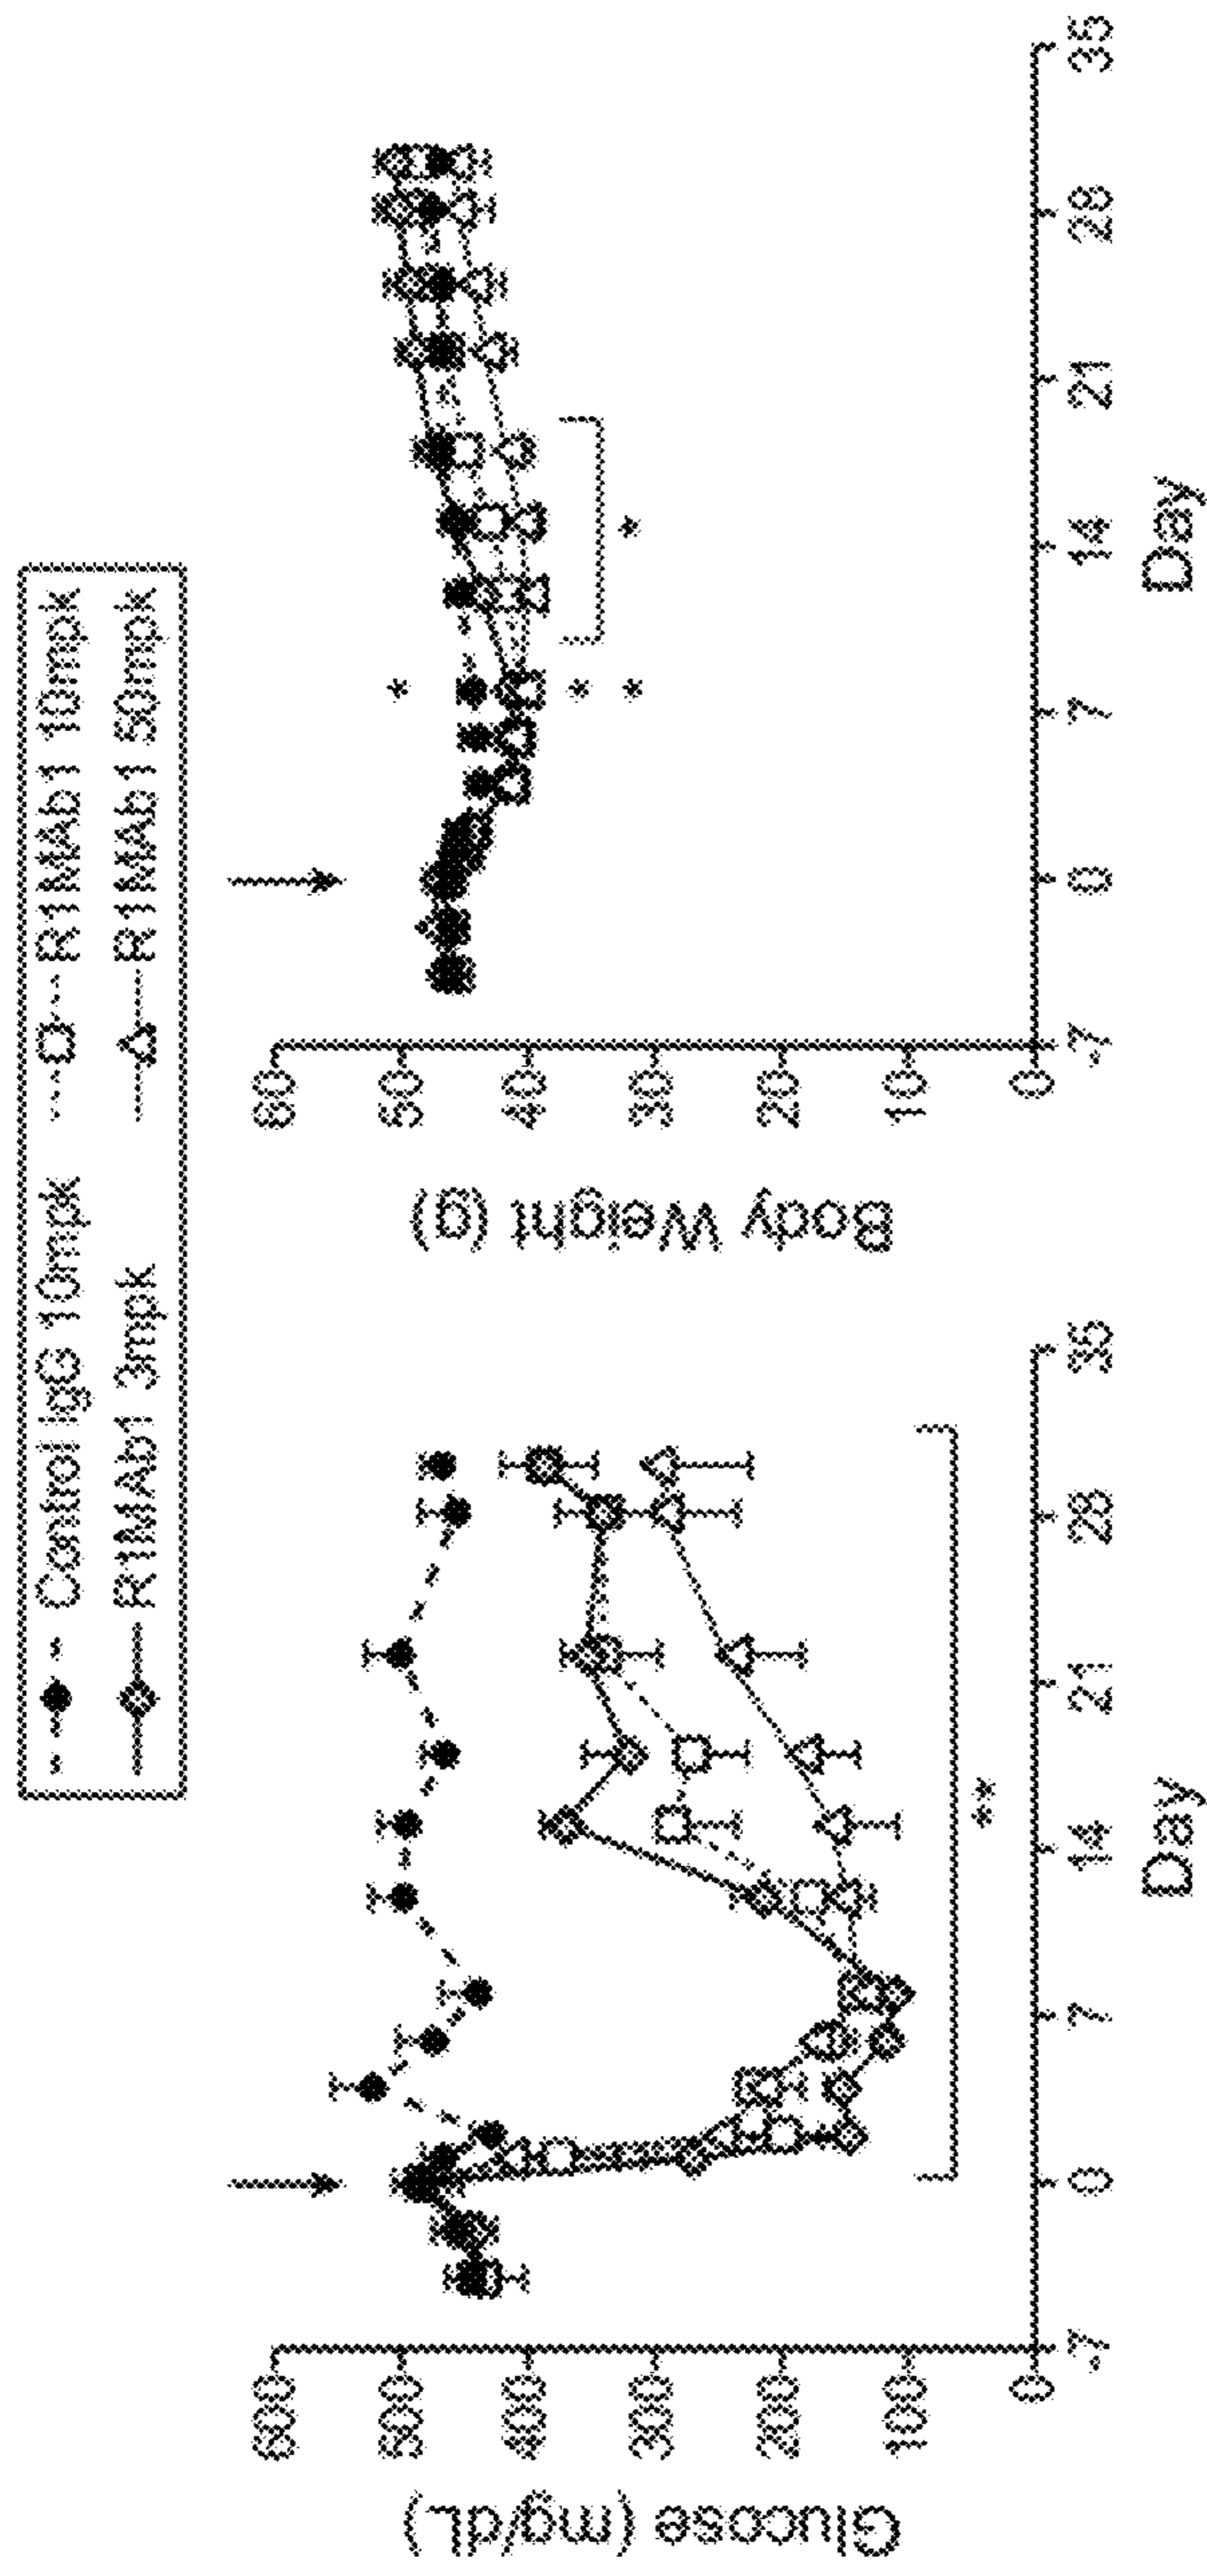 Control IgG 10mpk R1MAb1 10mpk
R1MAb1 3mpk R1MAb1 50mpk
Glucose (mg/dL)
600
500
400
300
200
100
0
-7 0 7 14 21 28 35
Day
**
Body Weight (g)
60
50
40
30
20
10
0
-7 0 7 14 21 28 35
Day
*
*
*
*